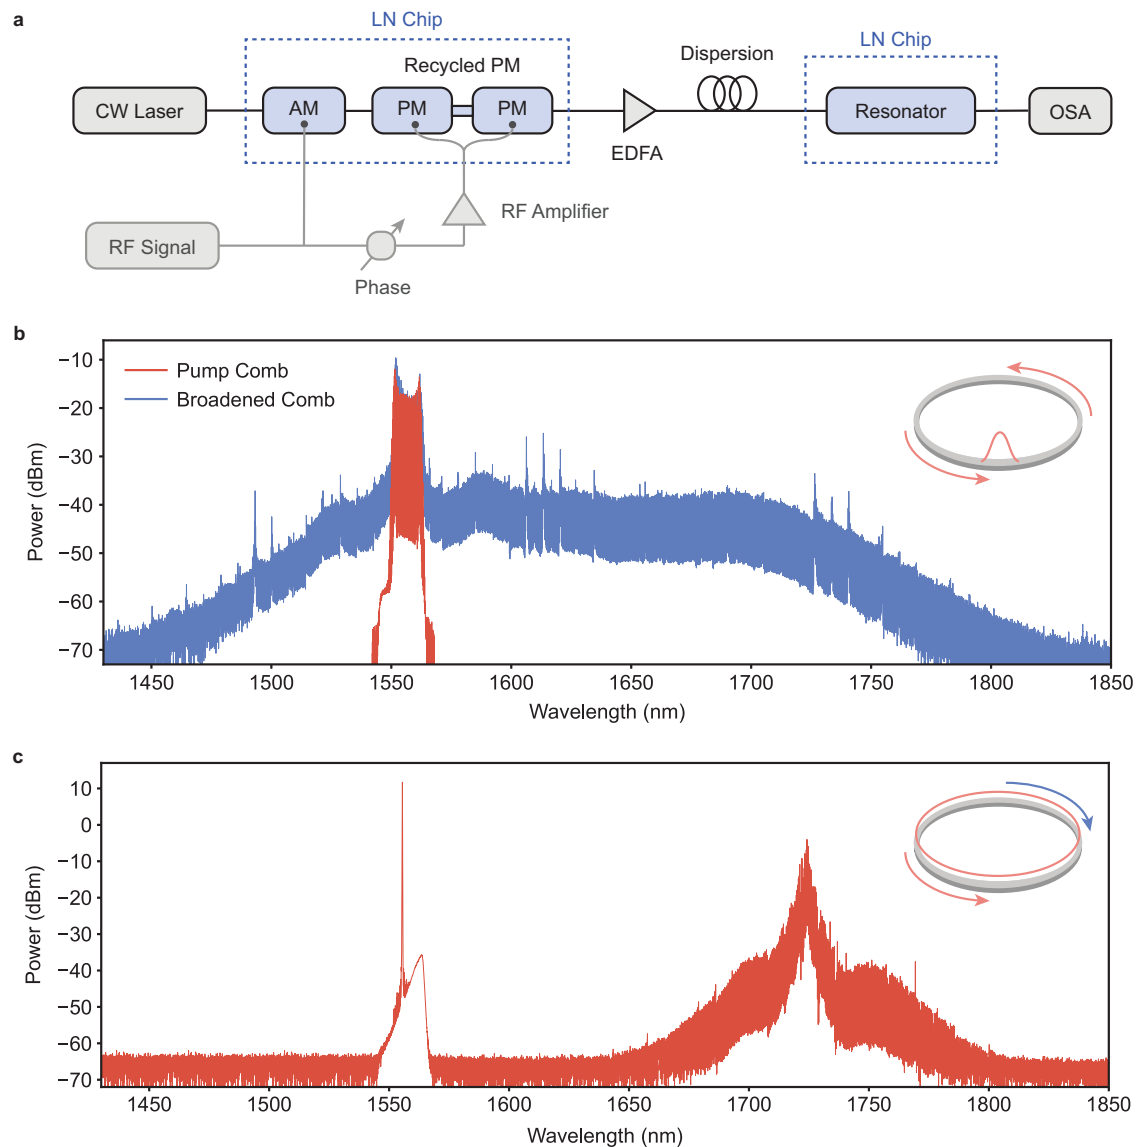 a
LN Chip
Dispersion
LN Chip
Recycled PM
CW Laser
AM
PM
PM
EDFA
Resonator
OSA
RF Amplifier
RF Signal
Phase
b
Pump Comb
Broadened Comb
Power (dBm)
−10
−20
−30
−40
−50
−60
−70
1450 1500 1550 1600 1650 1700 1750 1800 1850
Wavelength (nm)
c
Power (dBm)
10
0
−10
−20
−30
−40
−50
−60
−70
1450 1500 1550 1600 1650 1700 1750 1800 1850
Wavelength (nm)